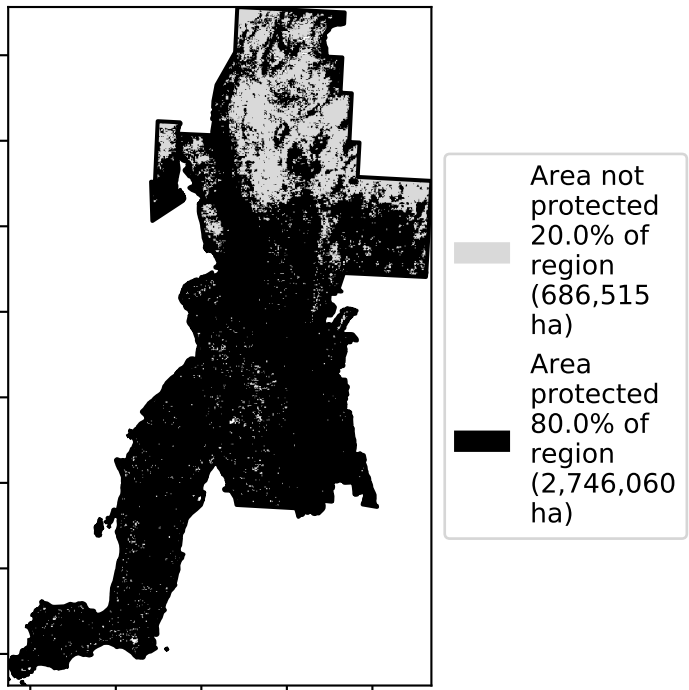 Area not
protected
20.0% of
region
(686,515
ha)
Area
protected
80.0% of
region
(2,746,060
ha)